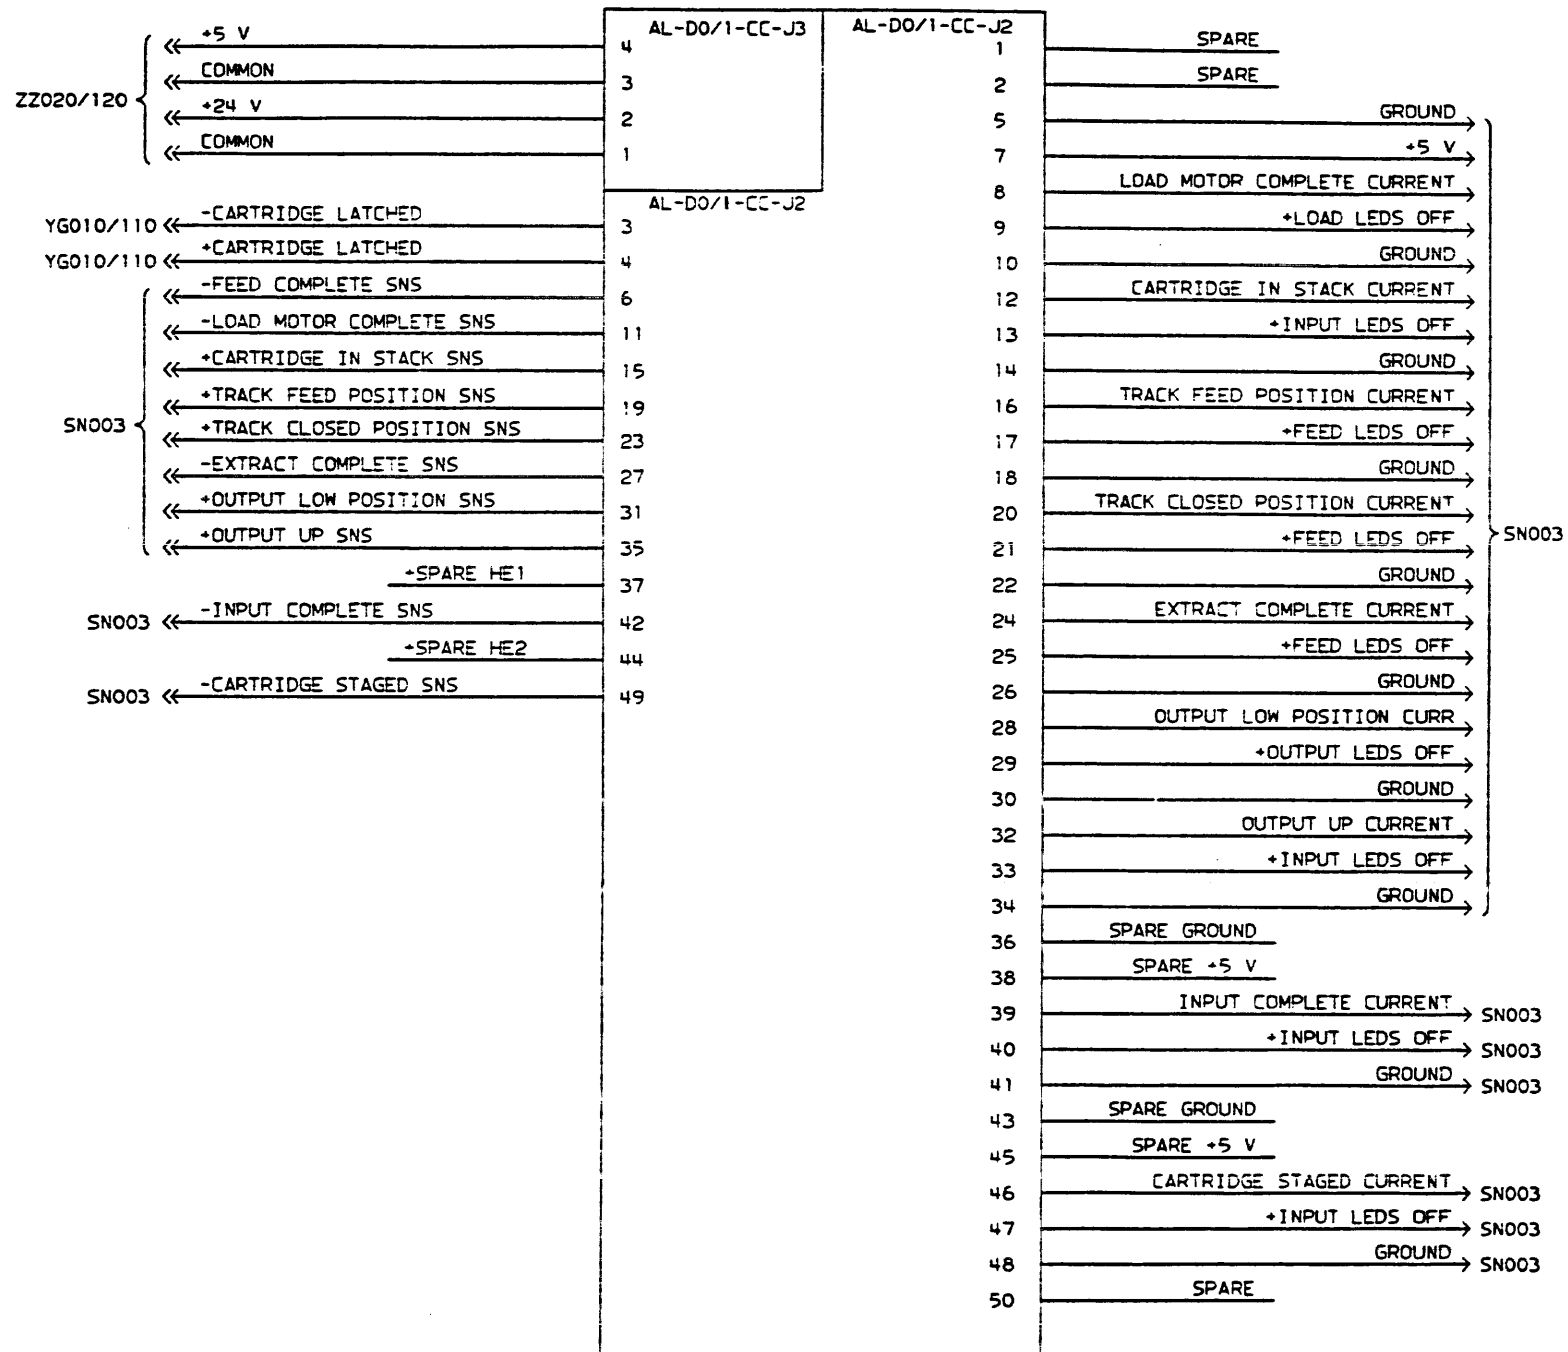 AL-D0/1-CC-J3
+5 V
4
COMMON
3
ZZ020/120
+24 V
2
COMMON
1
AL-D0/1-CC-J2
YG010/110
-CARTRIDGE LATCHED
3
YG010/110
+CARTRIDGE LATCHED
4
-FEED COMPLETE SNS
6
-LOAD MOTOR COMPLETE SNS
11
+CARTRIDGE IN STACK SNS
15
+TRACK FEED POSITION SNS
19
SN003
+TRACK CLOSED POSITION SNS
23
-EXTRACT COMPLETE SNS
27
+OUTPUT LOW POSITION SNS
31
+OUTPUT UP SNS
35
+SPARE HE1
37
SN003
-INPUT COMPLETE SNS
42
+SPARE HE2
44
SN003
-CARTRIDGE STAGED SNS
49
AL-D0/1-CC-J2
1
SPARE
2
SPARE
5
GROUND
7
+5 V
8
LOAD MOTOR COMPLETE CURRENT
9
+LOAD LEDS OFF
10
GROUND
12
CARTRIDGE IN STACK CURRENT
13
+INPUT LEDS OFF
14
GROUND
16
TRACK FEED POSITION CURRENT
17
+FEED LEDS OFF
18
GROUND
20
TRACK CLOSED POSITION CURRENT
SN003
21
+FEED LEDS OFF
22
GROUND
24
EXTRACT COMPLETE CURRENT
25
+FEED LEDS OFF
26
GROUND
28
OUTPUT LOW POSITION CURR
29
+OUTPUT LEDS OFF
30
GROUND
32
OUTPUT UP CURRENT
33
+INPUT LEDS OFF
34
GROUND
36
SPARE GROUND
38
SPARE +5 V
39
INPUT COMPLETE CURRENT
SN003
40
+INPUT LEDS OFF
SN003
41
GROUND
SN003
43
SPARE GROUND
45
SPARE +5 V
46
CARTRIDGE STAGED CURRENT
SN003
47
+INPUT LEDS OFF
SN003
48
GROUND
SN003
50
SPARE